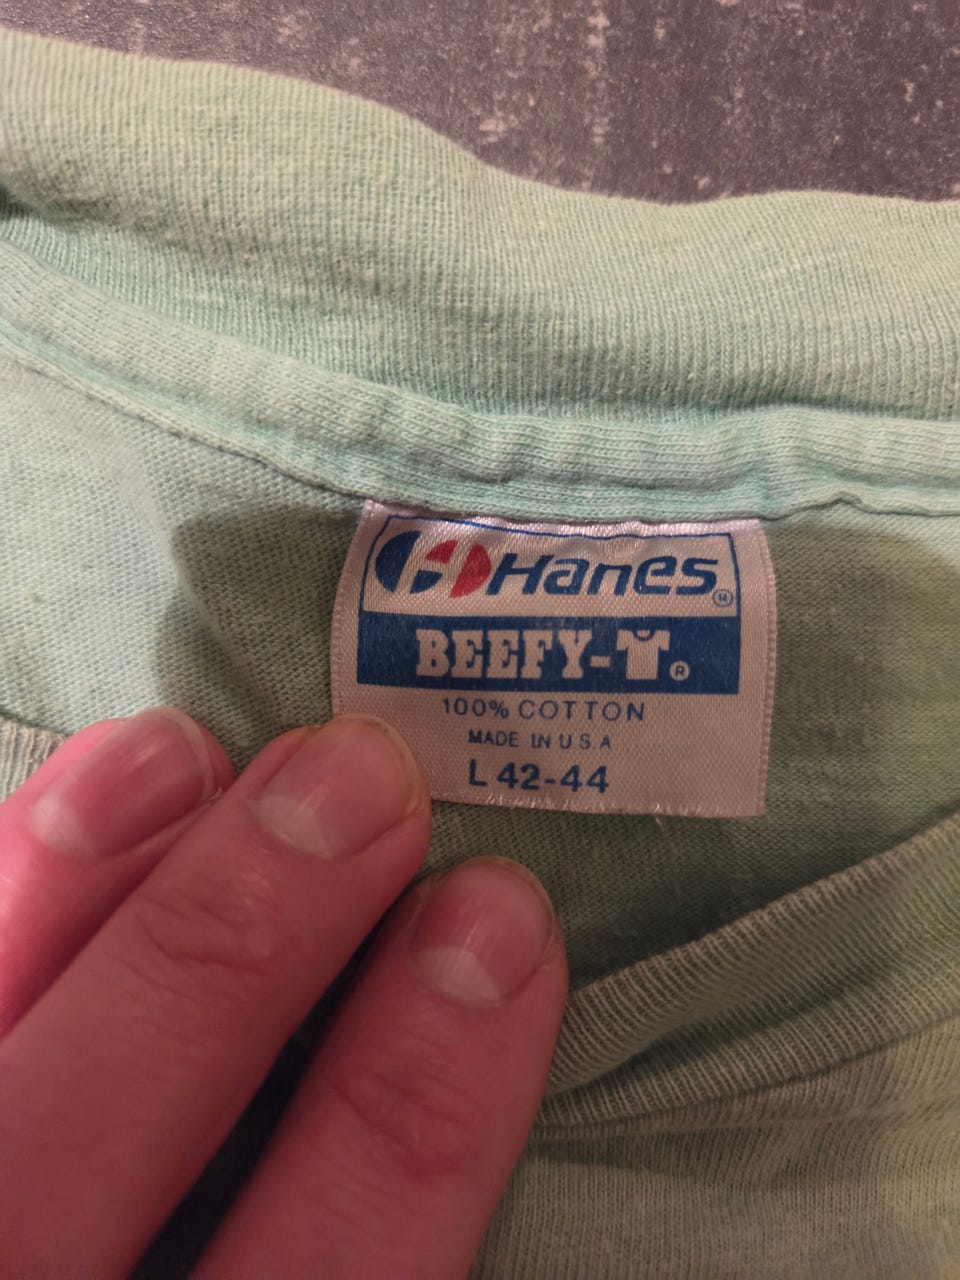 Hanes®
BEEFY-T®
100% COTTON
MADE IN U.S.A
L 42-44